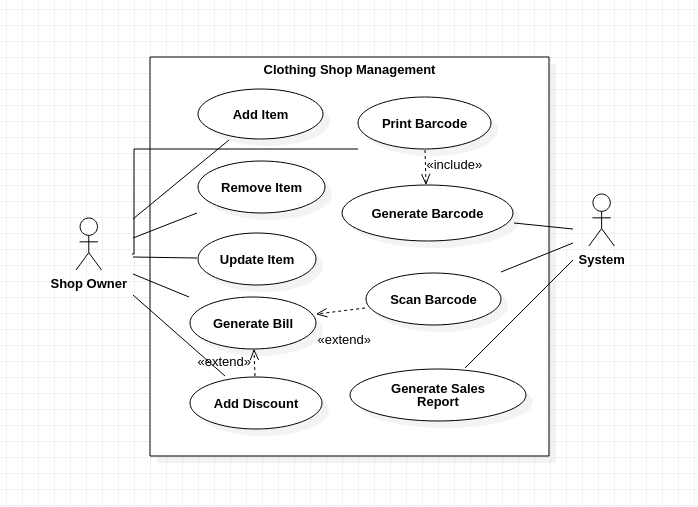 Clothing Shop Management
Add Item
Print Barcode
«include»
Remove Item
Generate Barcode
Shop Owner
Update Item
System
Scan Barcode
Generate Bill
«extend»
«extend»
Add Discount
Generate Sales
Report